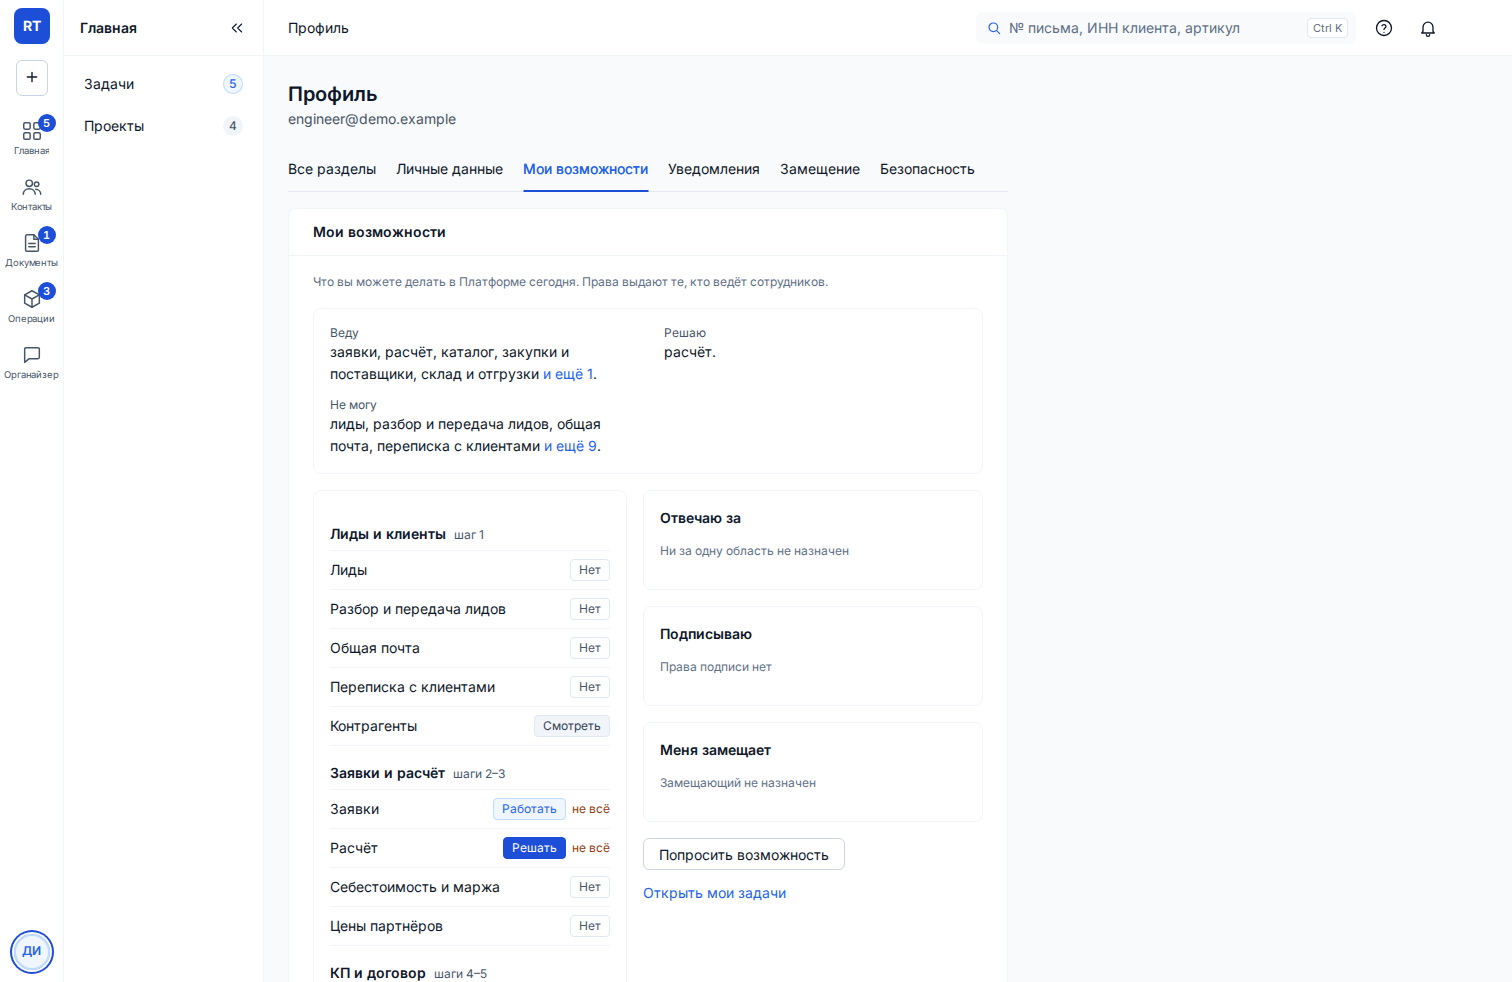 RT
Главная
Профиль
№ письма, ИНН клиента, артикул
Ctrl K
Задачи
5
Проекты
4
5
Главная
Контакты
1
Документы
3
Операции
Органайзер
ДИ
Профиль
engineer@demo.example
Все разделы Личные данные Мои возможности Уведомления Замещение Безопасность
Мои возможности
Что вы можете делать в Платформе сегодня. Права выдают те, кто ведёт сотрудников.
Веду
заявки, расчёт, каталог, закупки и
поставщики, склад и отгрузки и ещё 1.
Решаю
расчёт.
Не могу
лиды, разбор и передача лидов, общая
почта, переписка с клиентами и ещё 9.
Лиды и клиенты шаг 1
Лиды Нет
Разбор и передача лидов Нет
Общая почта Нет
Переписка с клиентами Нет
Контрагенты Смотреть
Заявки и расчёт шаги 2–3
Заявки Работать не всё
Расчёт Решать не всё
Себестоимость и маржа Нет
Цены партнёров Нет
КП и договор шаги 4–5
Отвечаю за
Ни за одну область не назначен
Подписываю
Права подписи нет
Меня замещает
Замещающий не назначен
Попросить возможность
Открыть мои задачи